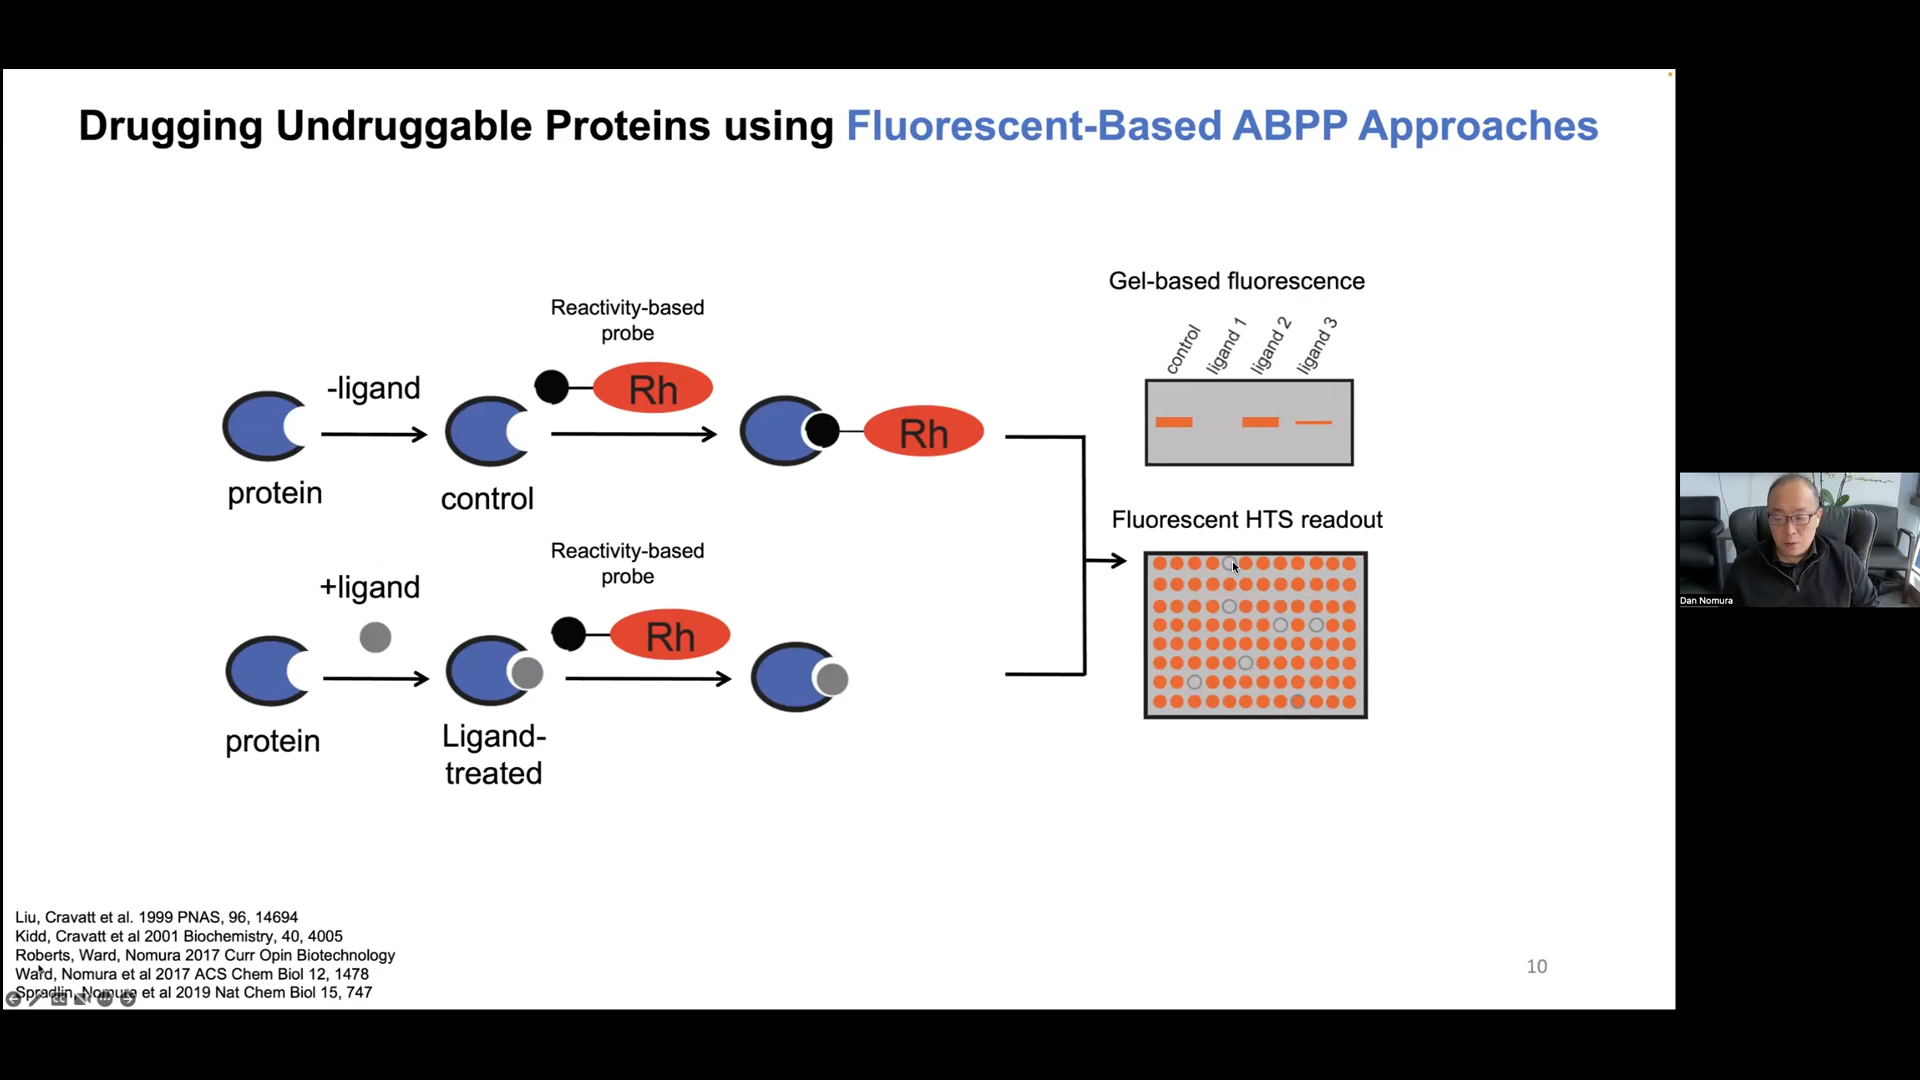 Drugging Undruggable Proteins using Fluorescent-Based ABPP Approaches
Reactivity-based
probe
-ligand
Rh
Rh
protein
control
Reactivity-based
probe
+ligand
Rh
protein
Ligand-
treated
Gel-based fluorescence
control
ligand 1
ligand 2
ligand 3
Fluorescent HTS readout
Liu, Cravatt et al. 1999 PNAS, 96, 14694
Kidd, Cravatt et al 2001 Biochemistry, 40, 4005
Roberts, Ward, Nomura 2017 Curr Opin Biotechnology
Ward, Nomura et al 2017 ACS Chem Biol 12, 1478
Spradlin, Nomura et al 2019 Nat Chem Biol 15, 747
10
Dan Nomura